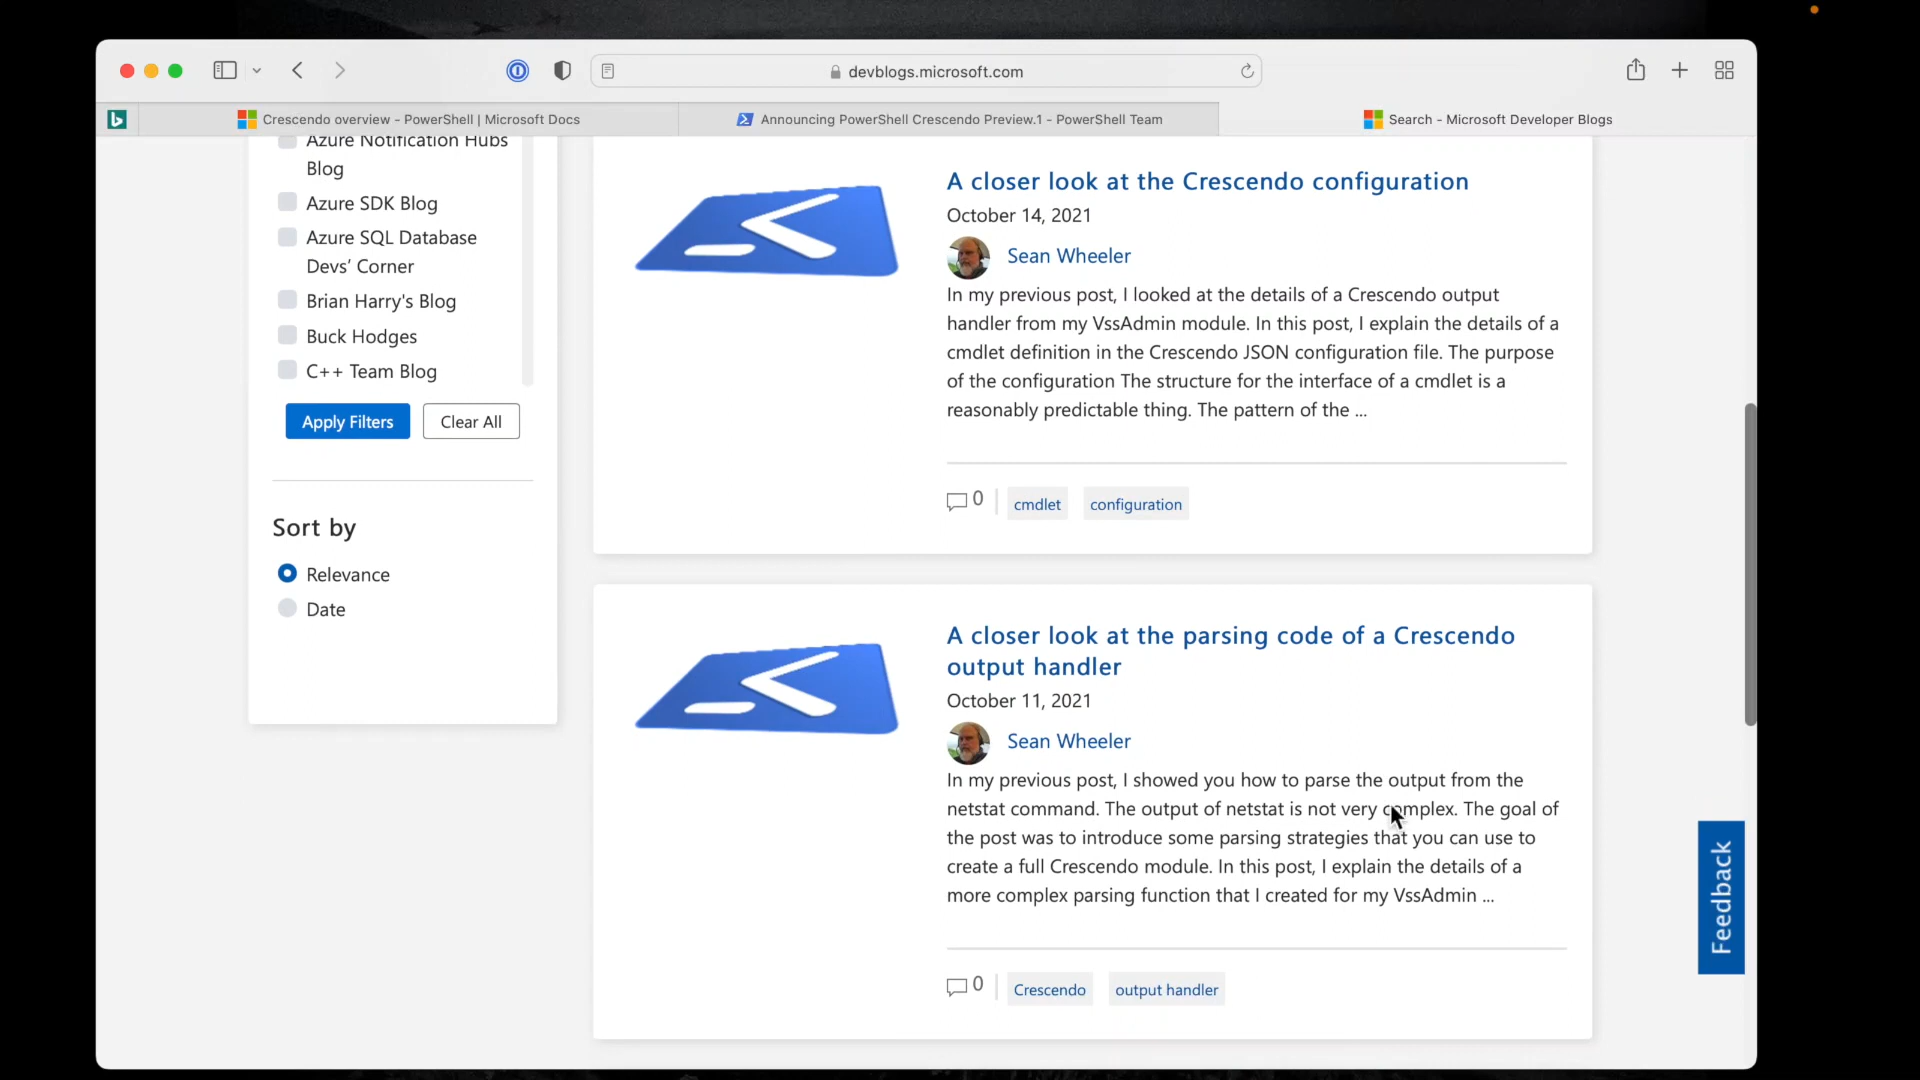 devblogs.microsoft.com
Crescendo overview - PowerShell | Microsoft Docs
Announcing PowerShell Crescendo Preview.1 - PowerShell Team
Search - Microsoft Developer Blogs
Azure Notification Hubs
Blog
Azure SDK Blog
Azure SQL Database
Devs’ Corner
Brian Harry's Blog
Buck Hodges
C++ Team Blog
Apply Filters
Clear All
Sort by
Relevance
Date
A closer look at the Crescendo configuration
October 14, 2021
Sean Wheeler
In my previous post, I looked at the details of a Crescendo output
handler from my VssAdmin module. In this post, I explain the details of a
cmdlet definition in the Crescendo JSON configuration file. The purpose
of the configuration The structure for the interface of a cmdlet is a
reasonably predictable thing. The pattern of the ...
0
cmdlet
configuration
A closer look at the parsing code of a Crescendo
output handler
October 11, 2021
Sean Wheeler
In my previous post, I showed you how to parse the output from the
netstat command. The output of netstat is not very complex. The goal of
the post was to introduce some parsing strategies that you can use to
create a full Crescendo module. In this post, I explain the details of a
more complex parsing function that I created for my VssAdmin ...
0
Crescendo
output handler
Feedback